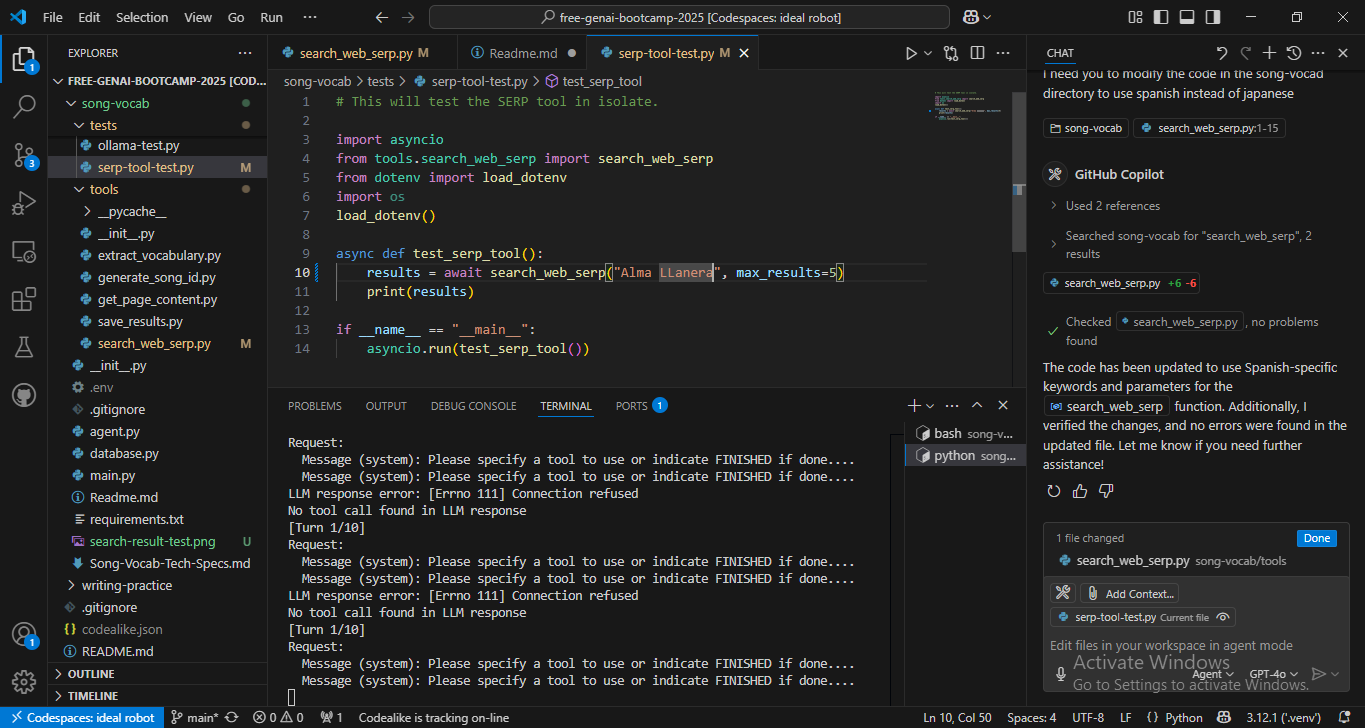 File Edit Selection View Go Run ··· free-genai-bootcamp-2025 [Codespaces: ideal robot]
EXPLORER ···
FREE-GENAI-BOOTCAMP-2025 [COD...
song-vocab
tests
ollama-test.py
serp-tool-test.py M
tools
__pycache__
__init__.py
extract_vocabulary.py
generate_song_id.py
get_page_content.py
save_results.py
search_web_serp.py M
__init__.py
.env
.gitignore
agent.py
database.py
main.py
Readme.md
requirements.txt
search-result-test.png U
Song-Vocab-Tech-Specs.md
writing-practice
.gitignore
codealike.json
README.md
OUTLINE
TIMELINE
1
3
1
search_web_serp.py M Readme.md serp-tool-test.py M
song-vocab > tests > serp-tool-test.py > test_serp_tool
1 # This will test the SERP tool in isolate.
2
3 import asyncio
4 from tools.search_web_serp import search_web_serp
5 from dotenv import load_dotenv
6 import os
7 load_dotenv()
8
9 async def test_serp_tool():
10 results = await search_web_serp("Alma LLanera", max_results=5)
11 print(results)
12
13 if __name__ == "__main__":
14 asyncio.run(test_serp_tool())
PROBLEMS OUTPUT DEBUG CONSOLE TERMINAL PORTS 1
Request:
Message (system): Please specify a tool to use or indicate FINISHED if done....
Message (system): Please specify a tool to use or indicate FINISHED if done....
LLM response error: [Errno 111] Connection refused
No tool call found in LLM response
[Turn 1/10]
Request:
Message (system): Please specify a tool to use or indicate FINISHED if done....
Message (system): Please specify a tool to use or indicate FINISHED if done....
LLM response error: [Errno 111] Connection refused
No tool call found in LLM response
[Turn 1/10]
Request:
Message (system): Please specify a tool to use or indicate FINISHED if done....
Message (system): Please specify a tool to use or indicate FINISHED if done....
bash song-v...
python song...
CHAT
I need you to modify the code in the song-vocad
directory to use spanish instead of japanese
song-vocab search_web_serp.py:1-15
GitHub Copilot
Used 2 references
Searched song-vocab for "search_web_serp", 2
results
search_web_serp.py +6 -6
Checked search_web_serp.py, no problems
found
The code has been updated to use Spanish-specific
keywords and parameters for the
search_web_serp function. Additionally, I
verified the changes, and no errors were found in the
updated file. Let me know if you need further
assistance!
1 file changed Done
search_web_serp.py song-vocab/tools
Add Context...
serp-tool-test.py Current file
Edit files in your workspace in agent mode
Activate Windows
Agent GPT-4o
Go to Settings to activate Windows.
Codespaces: ideal robot main* 0 0 1 Codealike is tracking on-line Ln 10, Col 50 Spaces: 4 UTF-8 LF {} Python 3.12.1 ('.venv')